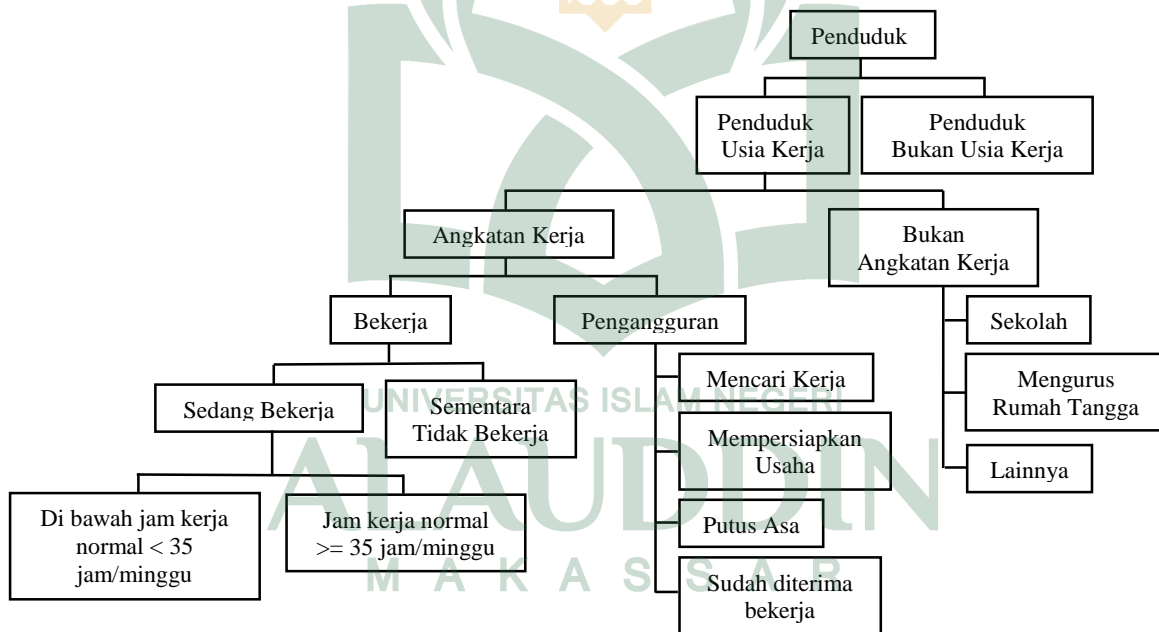 Penduduk
Penduduk
Usia Kerja
Penduduk
Bukan Usia Kerja
Angkatan Kerja
Bukan
Angkatan Kerja
Bekerja
Pengangguran
Sekolah
Mengurus
Rumah Tangga
Lainnya
Sedang Bekerja
Sementara
Tidak Bekerja
Mencari Kerja
Mempersiapkan
Usaha
Putus Asa
Sudah diterima
bekerja
Di bawah jam kerja
normal < 35
jam/minggu
Jam kerja normal
>= 35 jam/minggu
UNIVERSITAS ISLAM NEGERI
ALAUDDIN
MAKASSAR